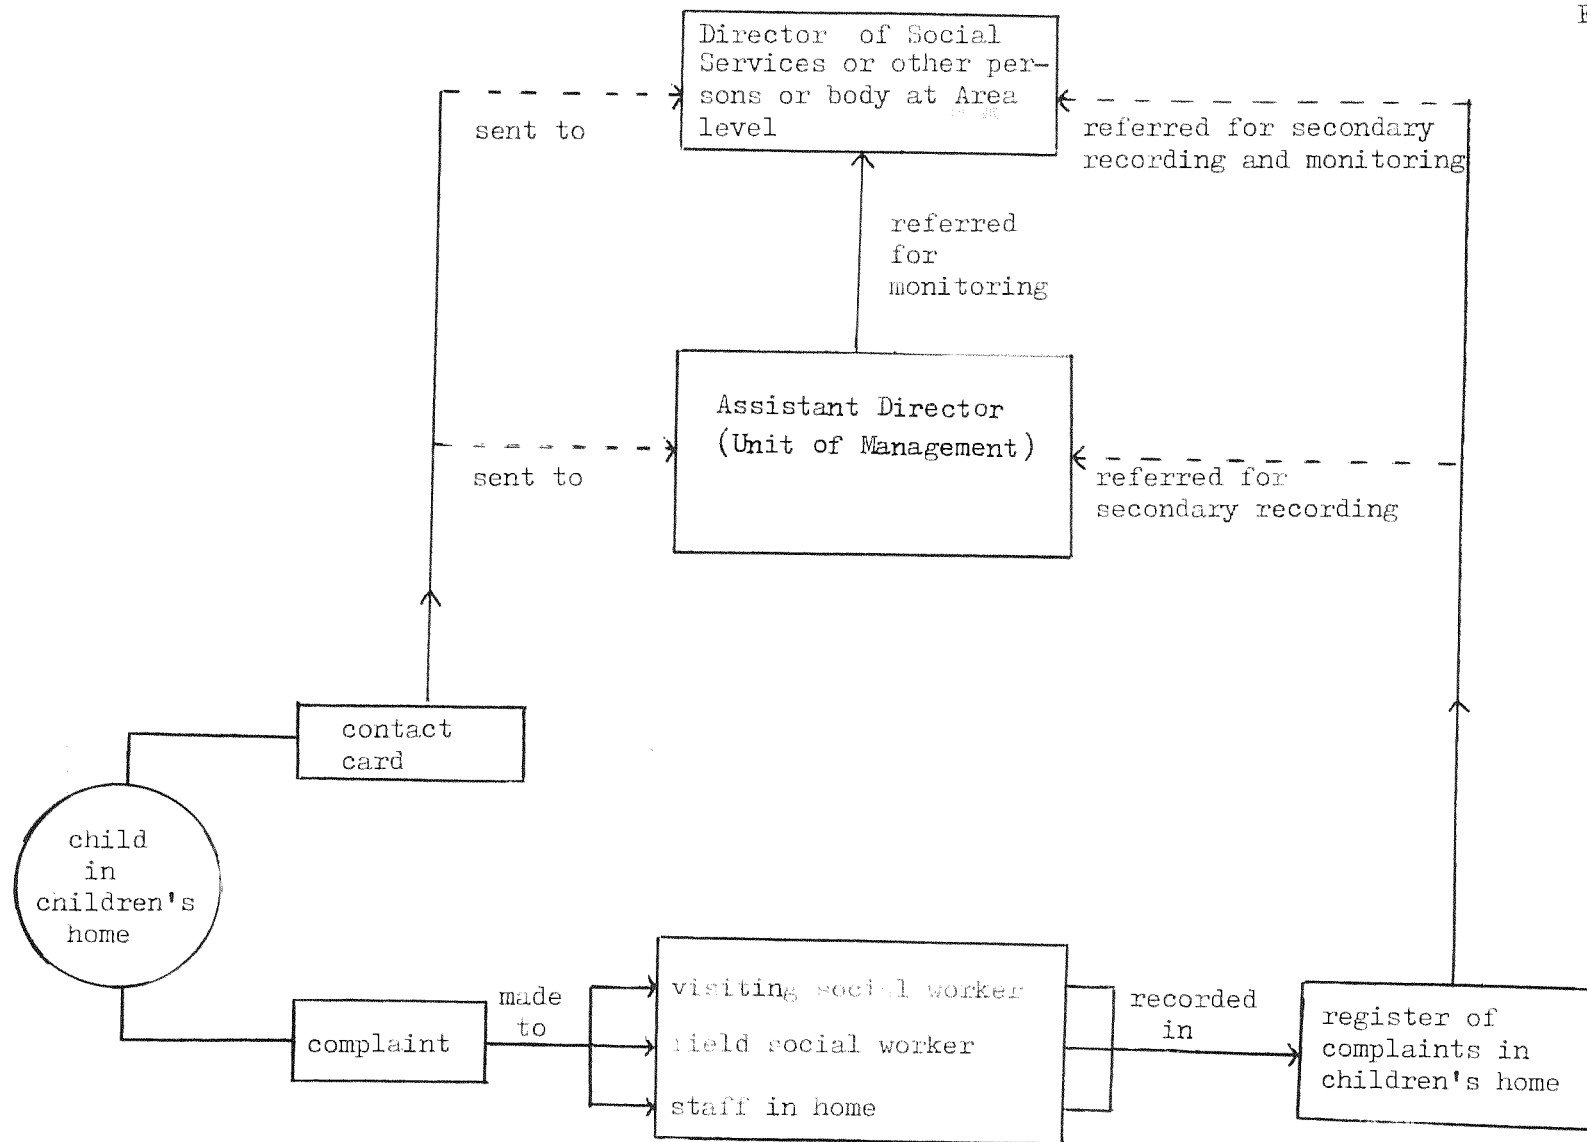 Director of Social
Services or other per-
sons or body at Area
level
sent to
referred for secondary
recording and monitoring
referred
for
monitoring
Assistant Director
(Unit of Management)
sent to
referred for
secondary recording
contact
card
child
in
children's
home
complaint
made
to
visiting social worker
field social worker
staff in home
recorded
in
register of
complaints in
children's home